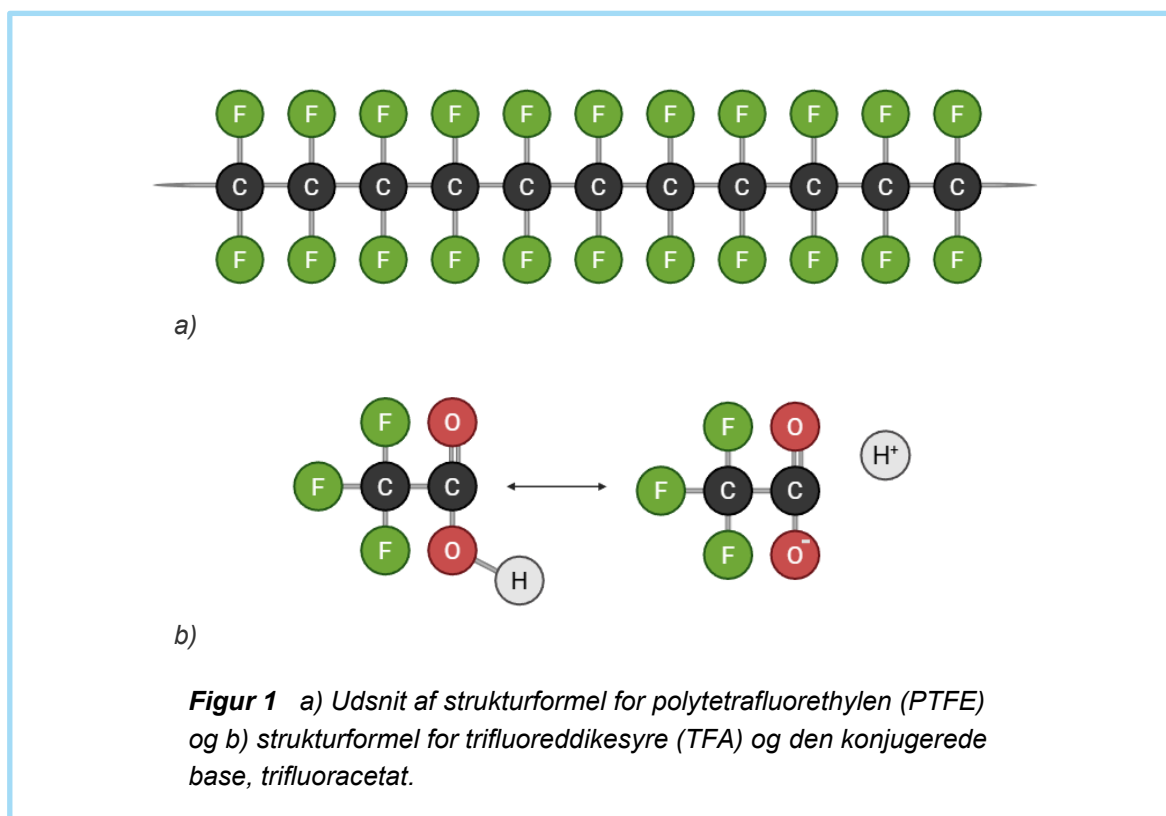 F F F F F F F F F F F
C C C C C C C C C C C
F F F F F F F F F F F
a)
F O F O H⁺
F C C F C C
F O H F O⁻
b)
Figur 1 a) Udsnit af strukturformel for polytetrafluorethylen (PTFE)
og b) strukturformel for trifluoreddikesyre (TFA) og den konjugerede
base, trifluoracetat.